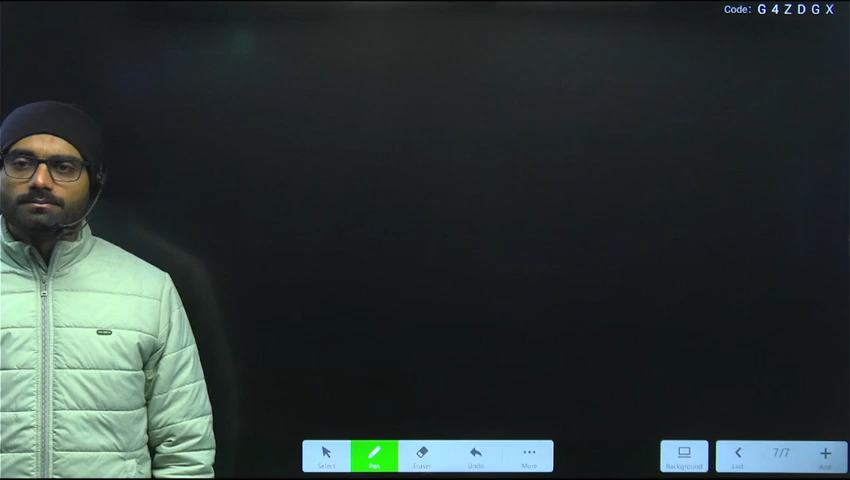 Code: G 4 Z D G X
Select
Pen
Eraser
Undo
More
Background
Last
7/7
Add